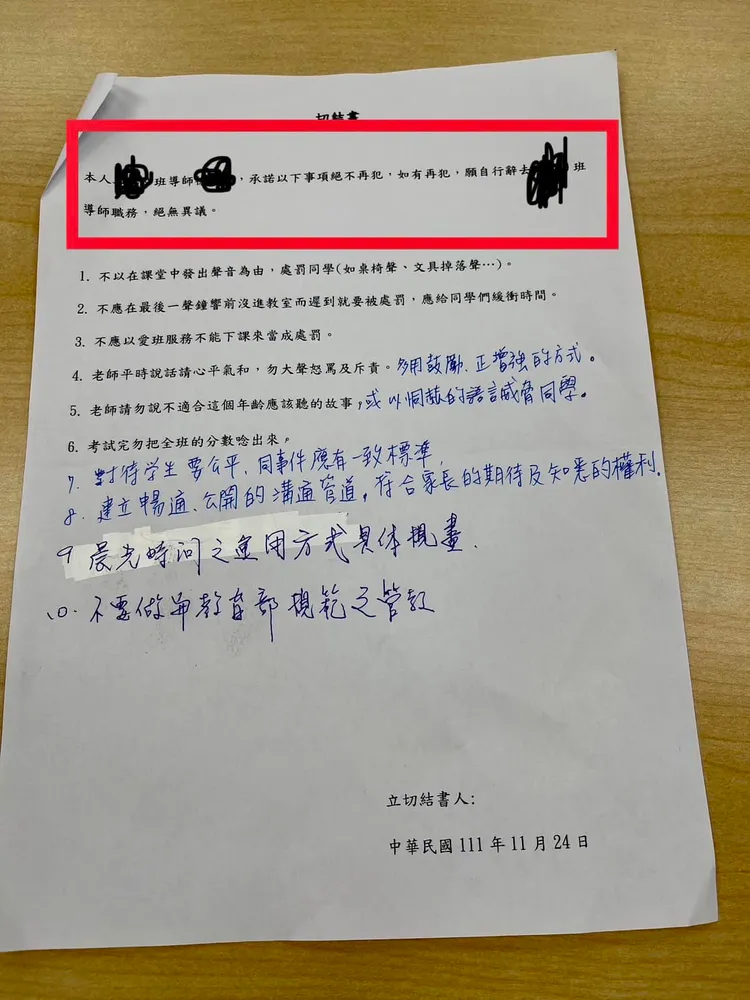 切結書
本人 班導師 ,承諾以下事項絕不再犯,如有再犯,願自行辭去 班
導師職務,絕無異議。
1. 不以在課堂中發出聲音為由,處罰同學(如桌椅聲、文具掉落聲…)。
2. 不應在最後一聲鐘響前沒進教室而遲到就要被處罰,應給同學們緩衝時間。
3. 不應以愛班服務不能下課來當成處罰。
4. 老師平時說話請心平氣和,勿大聲怒罵及斥責。多用鼓勵、正增強的方式。
5. 老師請勿說不適合這個年齡應該聽的故事,或以恫赫的語言威脅同學。
6. 考試完勿把全班的分數唸出來。
7. 對待學生要公平、同事件應有一致標準,
8. 建立暢通、公開的溝通管道,符合家長的期待及知悉的權利.
9 晨光時间之運用方式具体規畫.
10. 不要做出教育部規範之管教
立切結書人:
中華民國 111 年 11 月 24 日